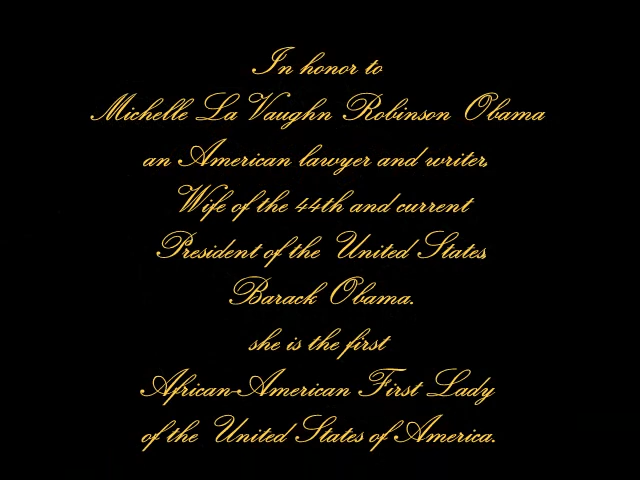 In honor to
Michelle La Vaughn Robinson Obama
an American lawyer and writer,
Wife of the 44th and current
President of the United States
Barack Obama.
she is the first
African-American First Lady
of the United States of America.